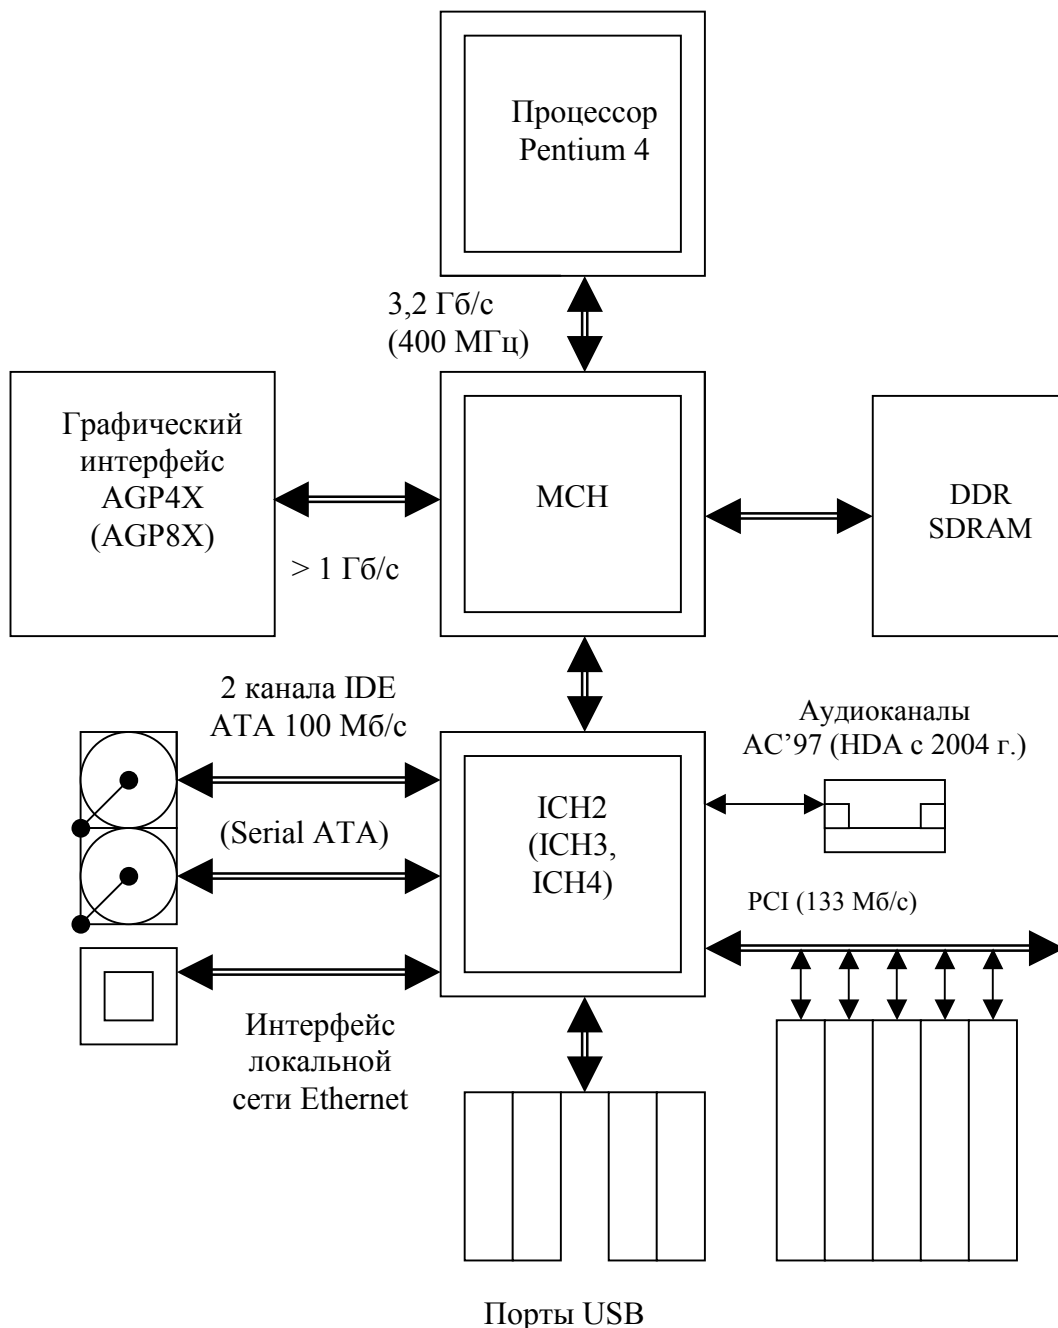 Процессор
Pentium 4
3,2 Гб/с
(400 МГц)
Графический
интерфейс
AGP4X
(AGP8X)
> 1 Гб/с
MCH
DDR
SDRAM
2 канала IDE
ATA 100 Мб/с
(Serial ATA)
ICH2
(ICH3,
ICH4)
Аудиоканалы
AC’97 (HDA с 2004 г.)
PCI (133 Мб/с)
Интерфейс
локальной
сети Ethernet
Порты USB